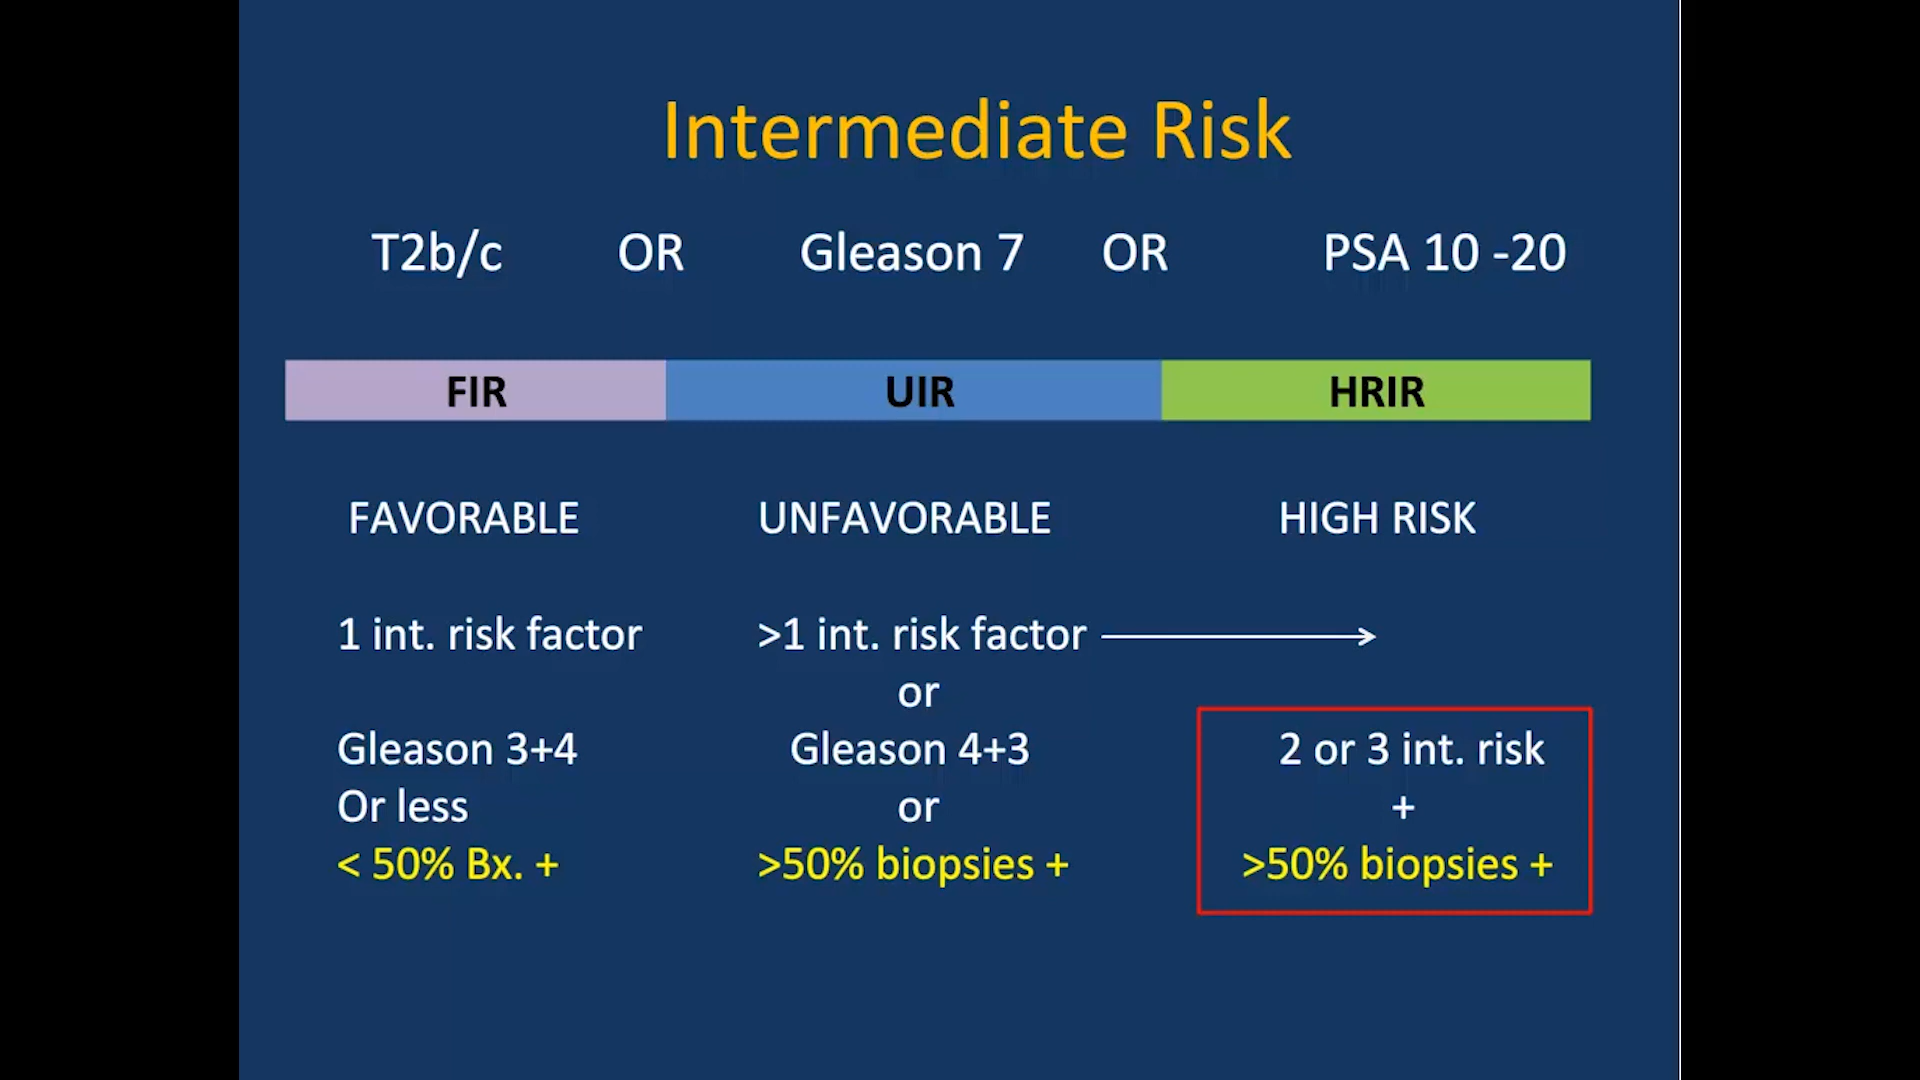 Intermediate Risk
T2b/c OR Gleason 7 OR PSA 10 -20
FIR UIR HRIR
FAVORABLE UNFAVORABLE HIGH RISK
1 int. risk factor >1 int. risk factor
or
Gleason 3+4 Gleason 4+3 2 or 3 int. risk
Or less or +
< 50% Bx. + >50% biopsies + >50% biopsies +